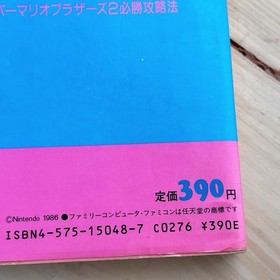 パーマリオブラザーズ2必勝攻略法
定価390円
©Nintendo 1986 ●ファミリーコンピュータ・ファミコンは任天堂の商標です
ISBN4-575-15048-7 C0276 ¥390E